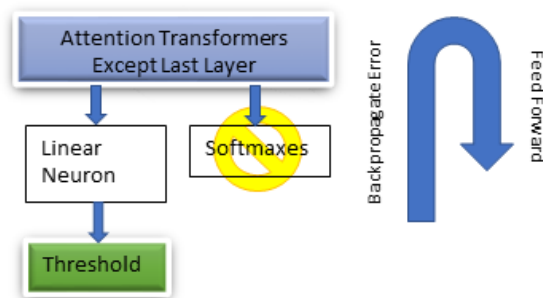 Attention Transformers
Except Last Layer
Linear
Neuron
Softmaxes
Threshold
Backpropagate Error
Feed Forward